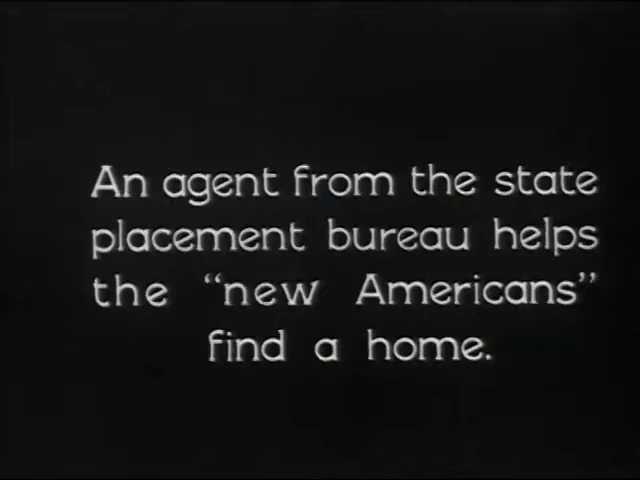 An agent from the state
placement bureau helps
the “new Americans”
find a home.